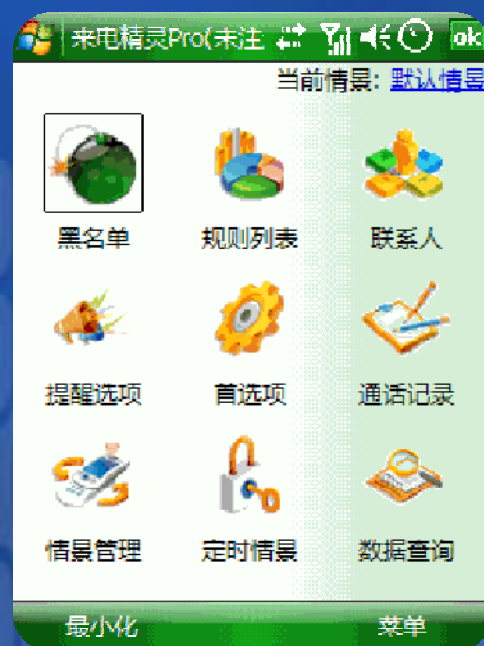 来电精灵Pro(未注 ok
当前情景: 默认情景
黑名单 规则列表 联系人
提醒选项 首选项 通话记录
情景管理 定时情景 数据查询
最小化 菜单